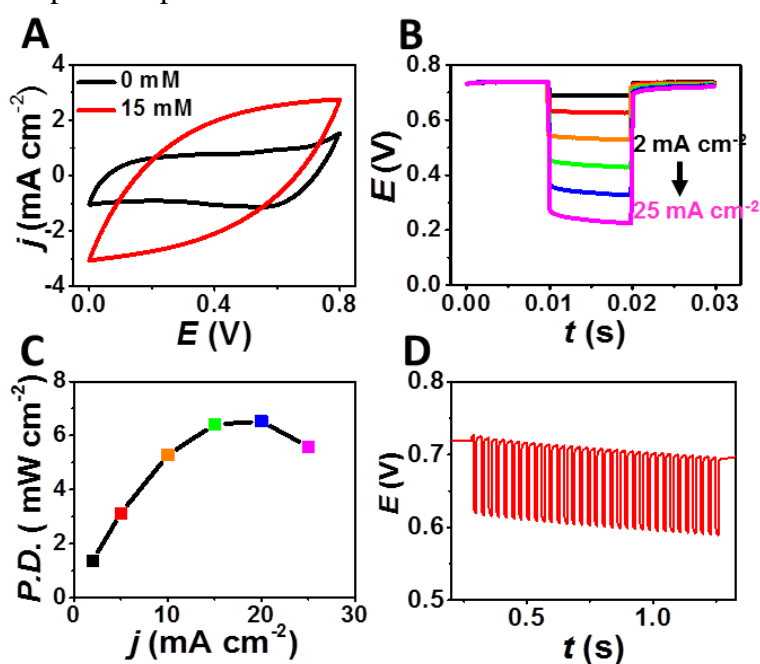 A
0 mM
15 mM
j (mA cm-2)
4
2
0
-2
-4
0.0 0.4 0.8
E (V)
B
E (V)
0.8
0.6
0.4
0.2
0.0
2 mA cm-2
25 mA cm-2
0.00 0.01 0.02 0.03
t (s)
C
P.D. ( mW cm-2)
8
6
4
2
0
0 10 20 30
j (mA cm-2)
D
E (V)
0.8
0.7
0.6
0.5
0.5 1.0
t (s)